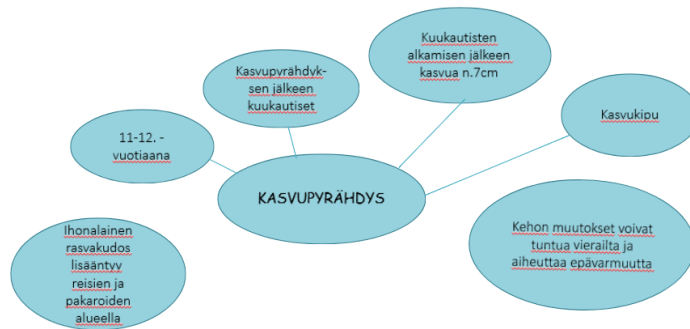 Kuukautisten
alkamisen jälkeen
kasvua n.7cm
Kasvupyrähdyk-
sen jälkeen
kuukautiset
Kasvukipu
11-12. -
vuotiaana
KASVUPYRÄHDYS
Ihonalainen
rasvakudos
lisääntyy
reisien ja
pakaroiden
alueella
Kehon muutokset voivat
tuntua vierailta ja
aiheuttaa epävarmuutta